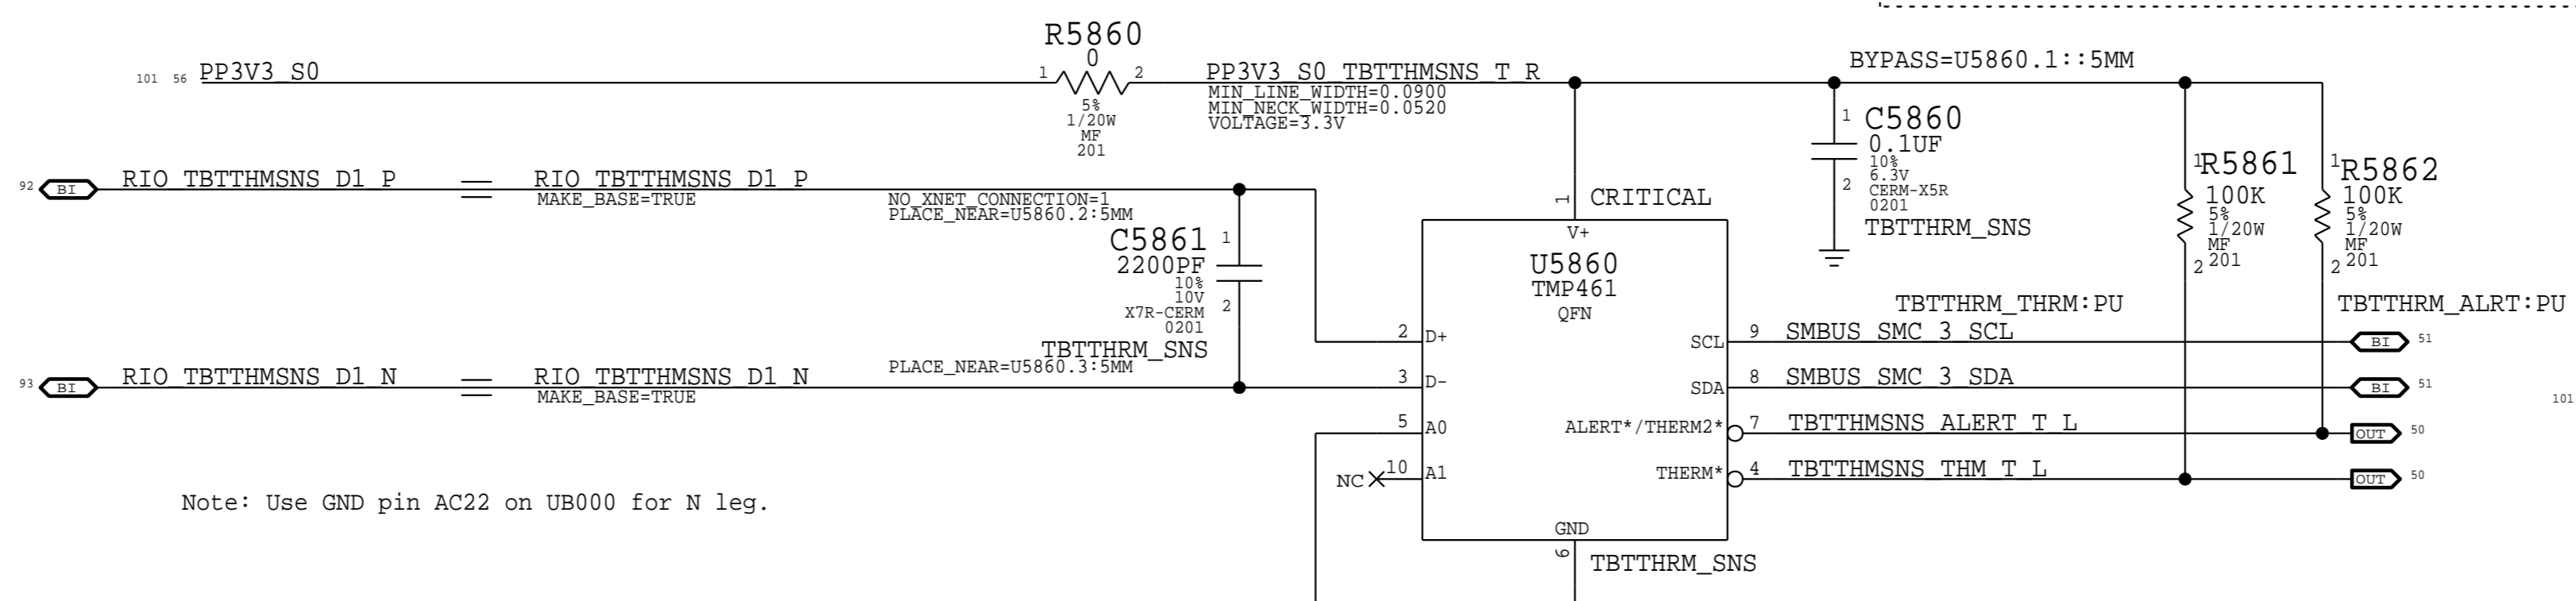 R5860
0
101 56 PP3V3_S0
1
2
5%
1/20W
MF
201
PP3V3_S0_TBTTHMSNS_T_R
MIN_LINE_WIDTH=0.0900
MIN_NECK_WIDTH=0.0520
VOLTAGE=3.3V
BYPASS=U5860.1::5MM
1
C5860
0.1UF
10%
6.3V
2
CERM-X5R
0201
TBTTHRM_SNS
1
R5861
100K
5%
1/20W
MF
2
201
TBTTHRM_THRM:PU
1
R5862
100K
5%
1/20W
MF
2
201
TBTTHRM_ALRT:PU
92 BI RIO_TBTTHMSNS_D1_P
RIO_TBTTHMSNS_D1_P
MAKE_BASE=TRUE
NO_XNET_CONNECTION=1
PLACE_NEAR=U5860.2:5MM
C5861
1
2200PF
10%
10V
X7R-CERM
2
0201
TBTTHRM_SNS
PLACE_NEAR=U5860.3:5MM
93 BI RIO_TBTTHMSNS_D1_N
RIO_TBTTHMSNS_D1_N
MAKE_BASE=TRUE
1
CRITICAL
V+
U5860
TMP461
QFN
2 D+
3 D-
5 A0
NC 10 A1
SCL 9 SMBUS_SMC_3_SCL BI 51
SDA 8 SMBUS_SMC_3_SDA BI 51
ALERT*/THERM2* 7 TBTTHMSNS_ALERT_T_L OUT 50
THERM* 4 TBTTHMSNS_THM_T_L OUT 50
GND
6
TBTTHRM_SNS
101
Note: Use GND pin AC22 on UB000 for N leg.